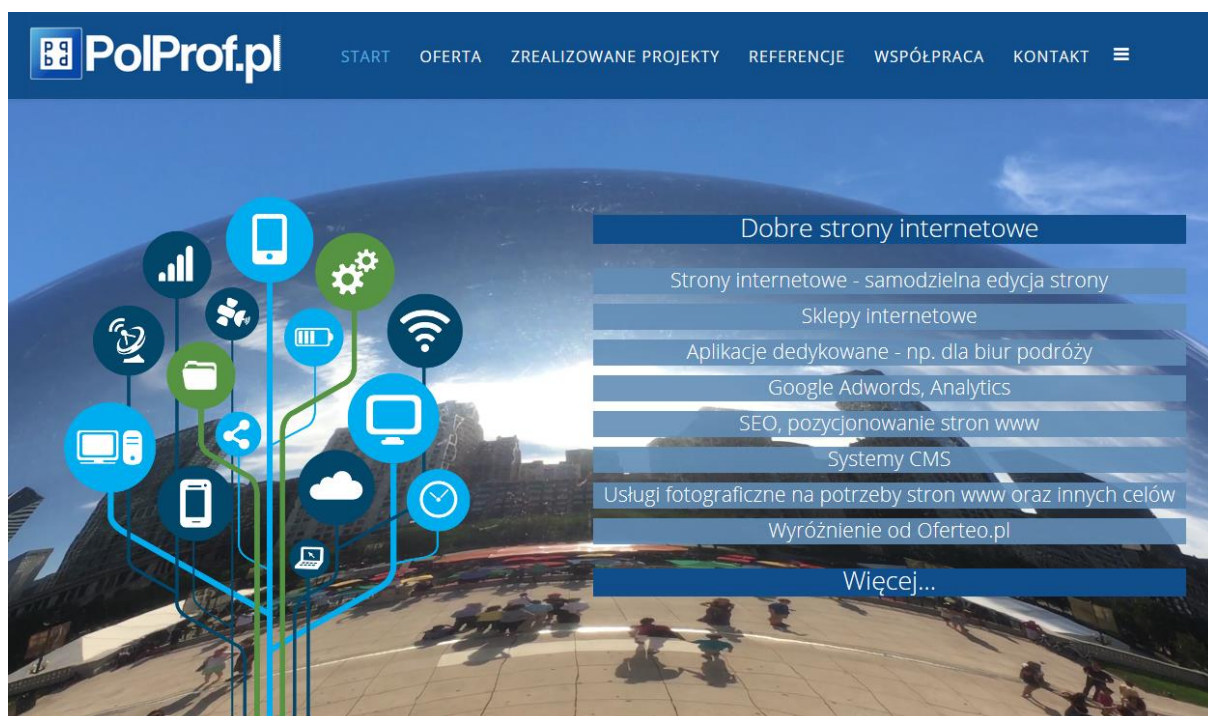 PolProf.pl
START OFERTA ZREALIZOWANE PROJEKTY REFERENCJE WSPÓŁPRACA KONTAKT
Dobre strony internetowe
Strony internetowe - samodzielna edycja strony
Sklepy internetowe
Aplikacje dedykowane - np. dla biur podróży
Google Adwords, Analytics
SEO, pozycjonowanie stron www
Systemy CMS
Usługi fotograficzne na potrzeby stron www oraz innych celów
Wyróżnienie od Oferteo.pl
Więcej...